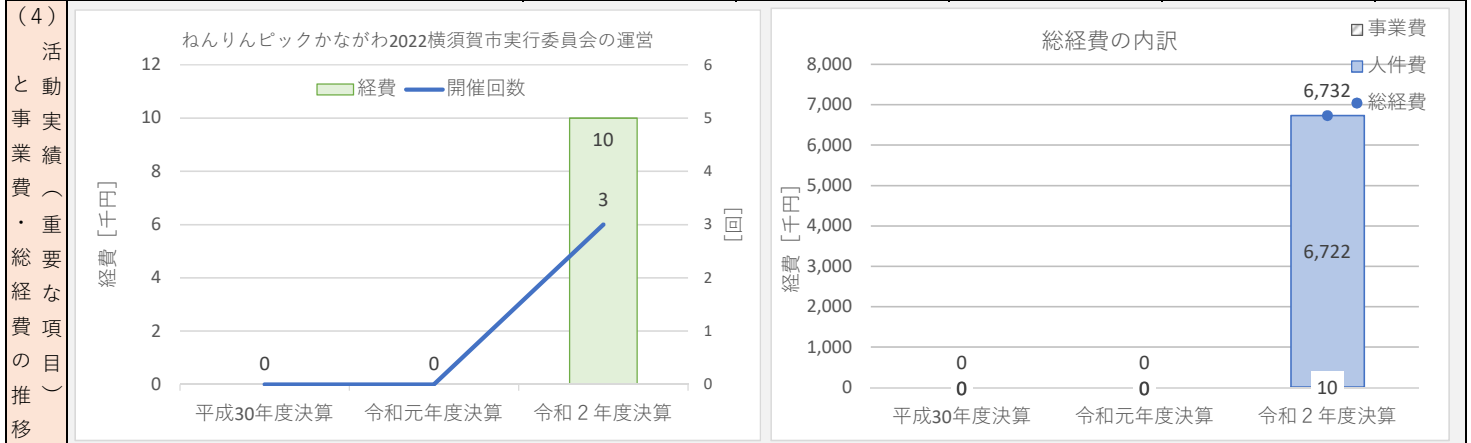 （4）活動実績（重要な項目）
と事業費・総経費の推移
ねんりんピックかながわ2022横須賀市実行委員会の運営
経費 開催回数
12
10
8
6
4
2
0
経費［千円］
6
5
4
3
2
1
0
[回]
10
3
0
0
平成30年度決算 令和元年度決算 令和２年度決算
総経費の内訳
事業費
人件費
総経費
8,000
7,000
6,000
5,000
4,000
3,000
2,000
1,000
0
経費［千円］
6,732
6,722
0
0
0
0
10
平成30年度決算 令和元年度決算 令和２年度決算